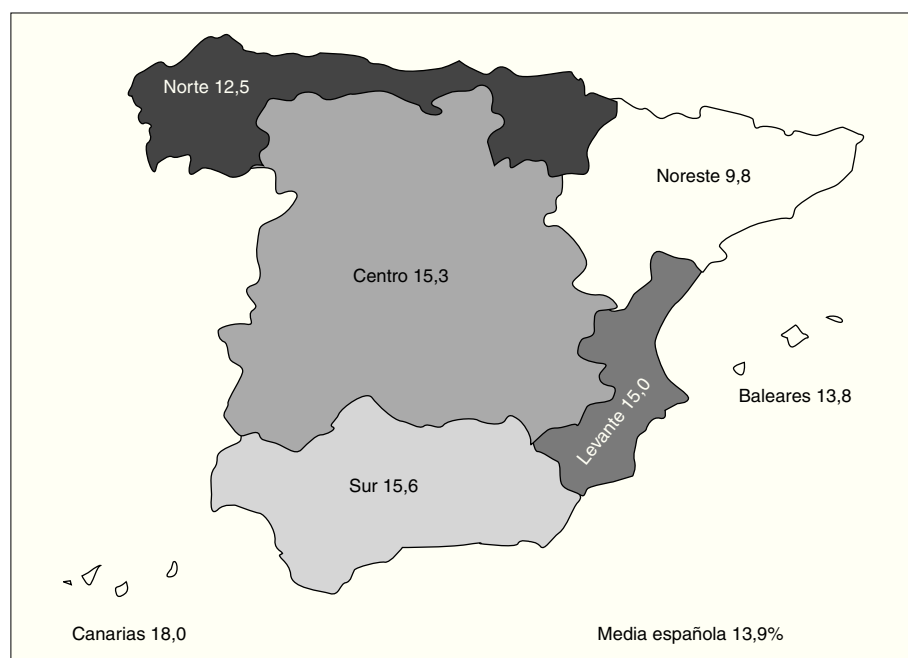 Norte 12,5
Noreste 9,8
Centro 15,3
Baleares 13,8
Levante 15,0
Sur 15,6
Canarias 18,0
Media española 13,9%